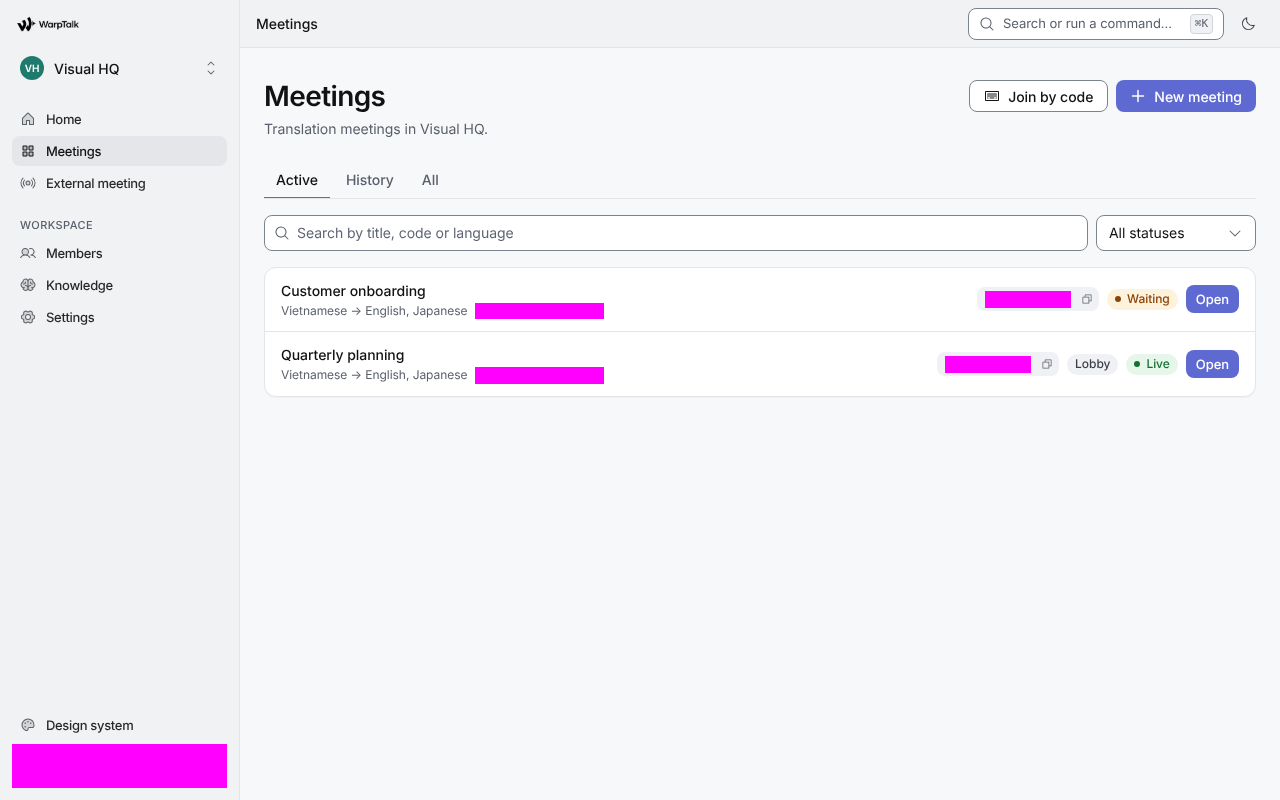 WarpTalk
VH Visual HQ
Home
Meetings
External meeting
WORKSPACE
Members
Knowledge
Settings
Design system
Meetings
Search or run a command...
⌘K
Meetings
Translation meetings in Visual HQ.
Join by code
New meeting
Active
History
All
Search by title, code or language
All statuses
Customer onboarding
Vietnamese → English, Japanese
Waiting
Open
Quarterly planning
Vietnamese → English, Japanese
Lobby
Live
Open